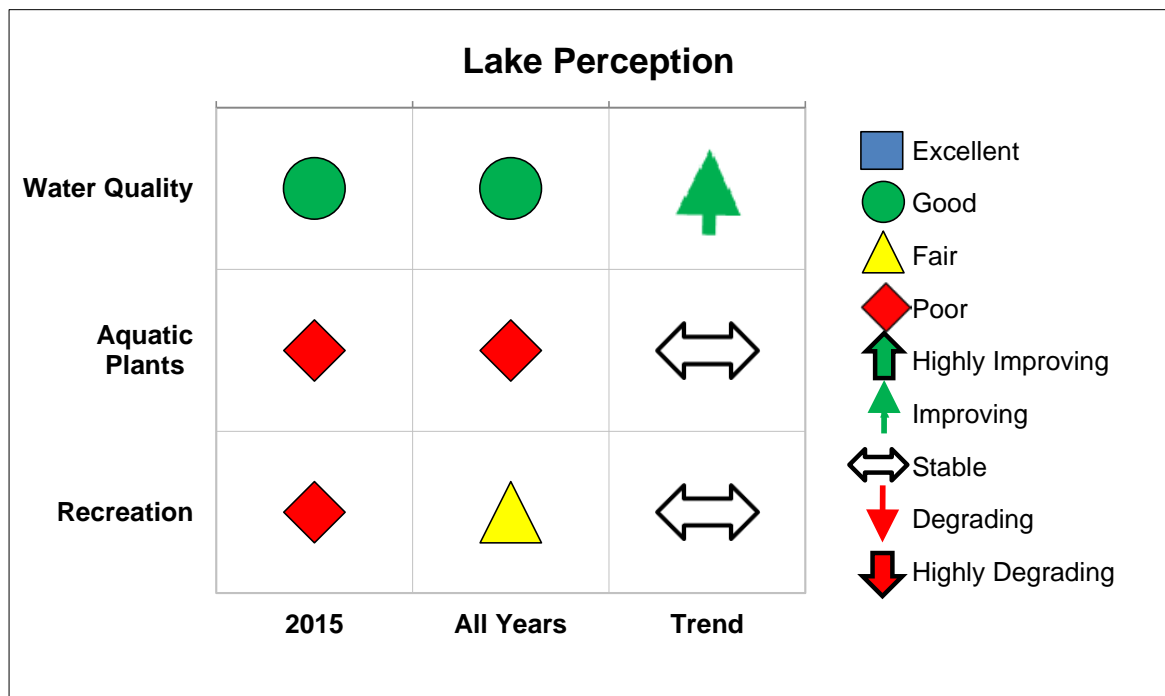 Lake Perception
Water Quality
Aquatic
Plants
Recreation
2015
All Years
Trend
Excellent
Good
Fair
Poor
Highly Improving
Improving
Stable
Degrading
Highly Degrading